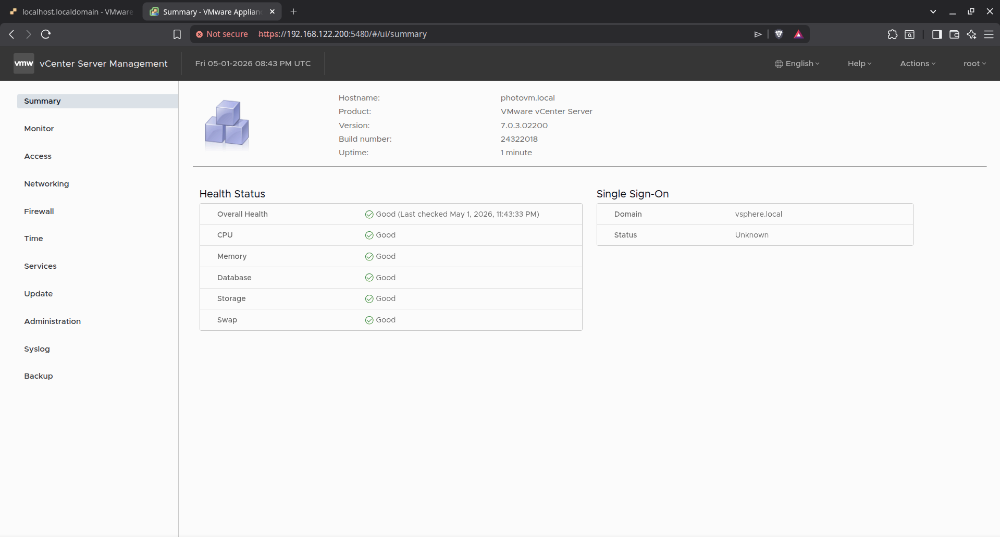 localhost.localdomain - VMware
Summary - VMware Applian
Not secure https://192.168.122.200:5480/#/ui/summary
vmw vCenter Server Management Fri 05-01-2026 08:43 PM UTC English Help Actions root
Summary
Monitor
Access
Networking
Firewall
Time
Services
Update
Administration
Syslog
Backup
Hostname: photovm.local
Product: VMware vCenter Server
Version: 7.0.3.02200
Build number: 24322018
Uptime: 1 minute
Health Status
Overall Health Good (Last checked May 1, 2026, 11:43:33 PM)
CPU Good
Memory Good
Database Good
Storage Good
Swap Good
Single Sign-On
Domain vsphere.local
Status Unknown